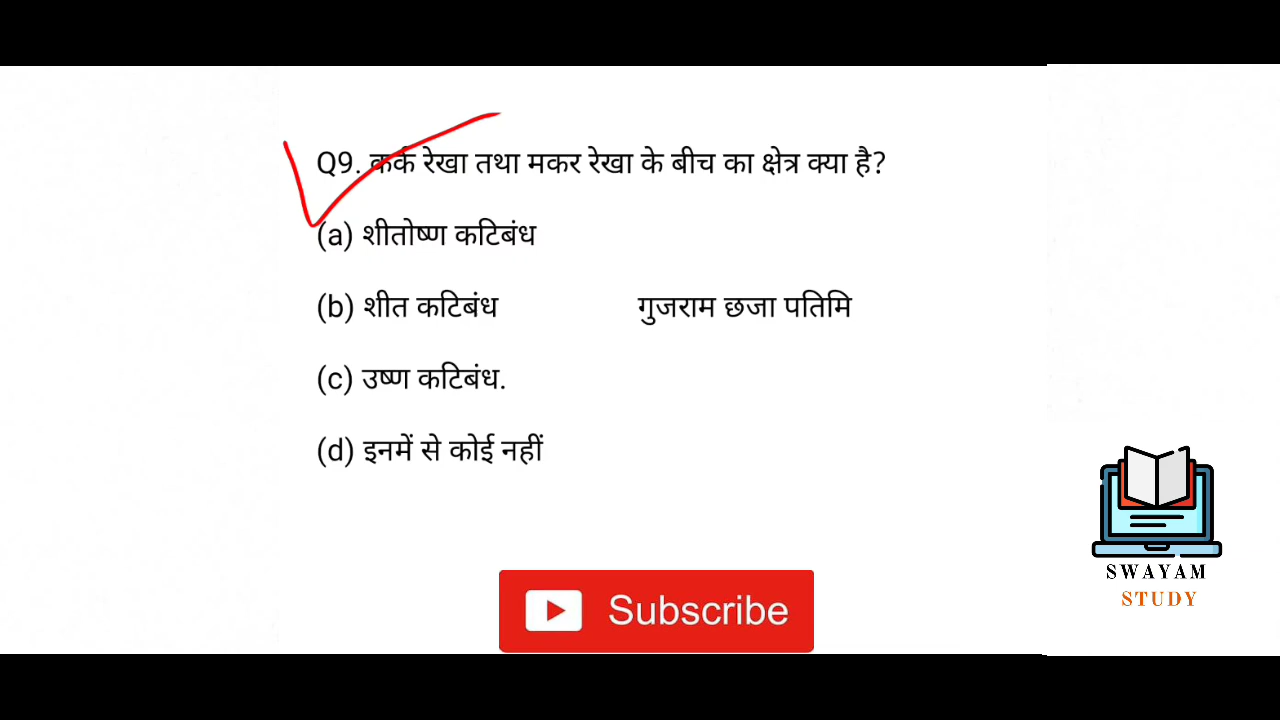 Q9. कर्क रेखा तथा मकर रेखा के बीच का क्षेत्र क्या है?
(a) शीतोष्ण कटिबंध
(b) शीत कटिबंध गुजराम छजा पतिमि
(c) उष्ण कटिबंध.
(d) इनमें से कोई नहीं
SWAYAM
STUDY
Subscribe